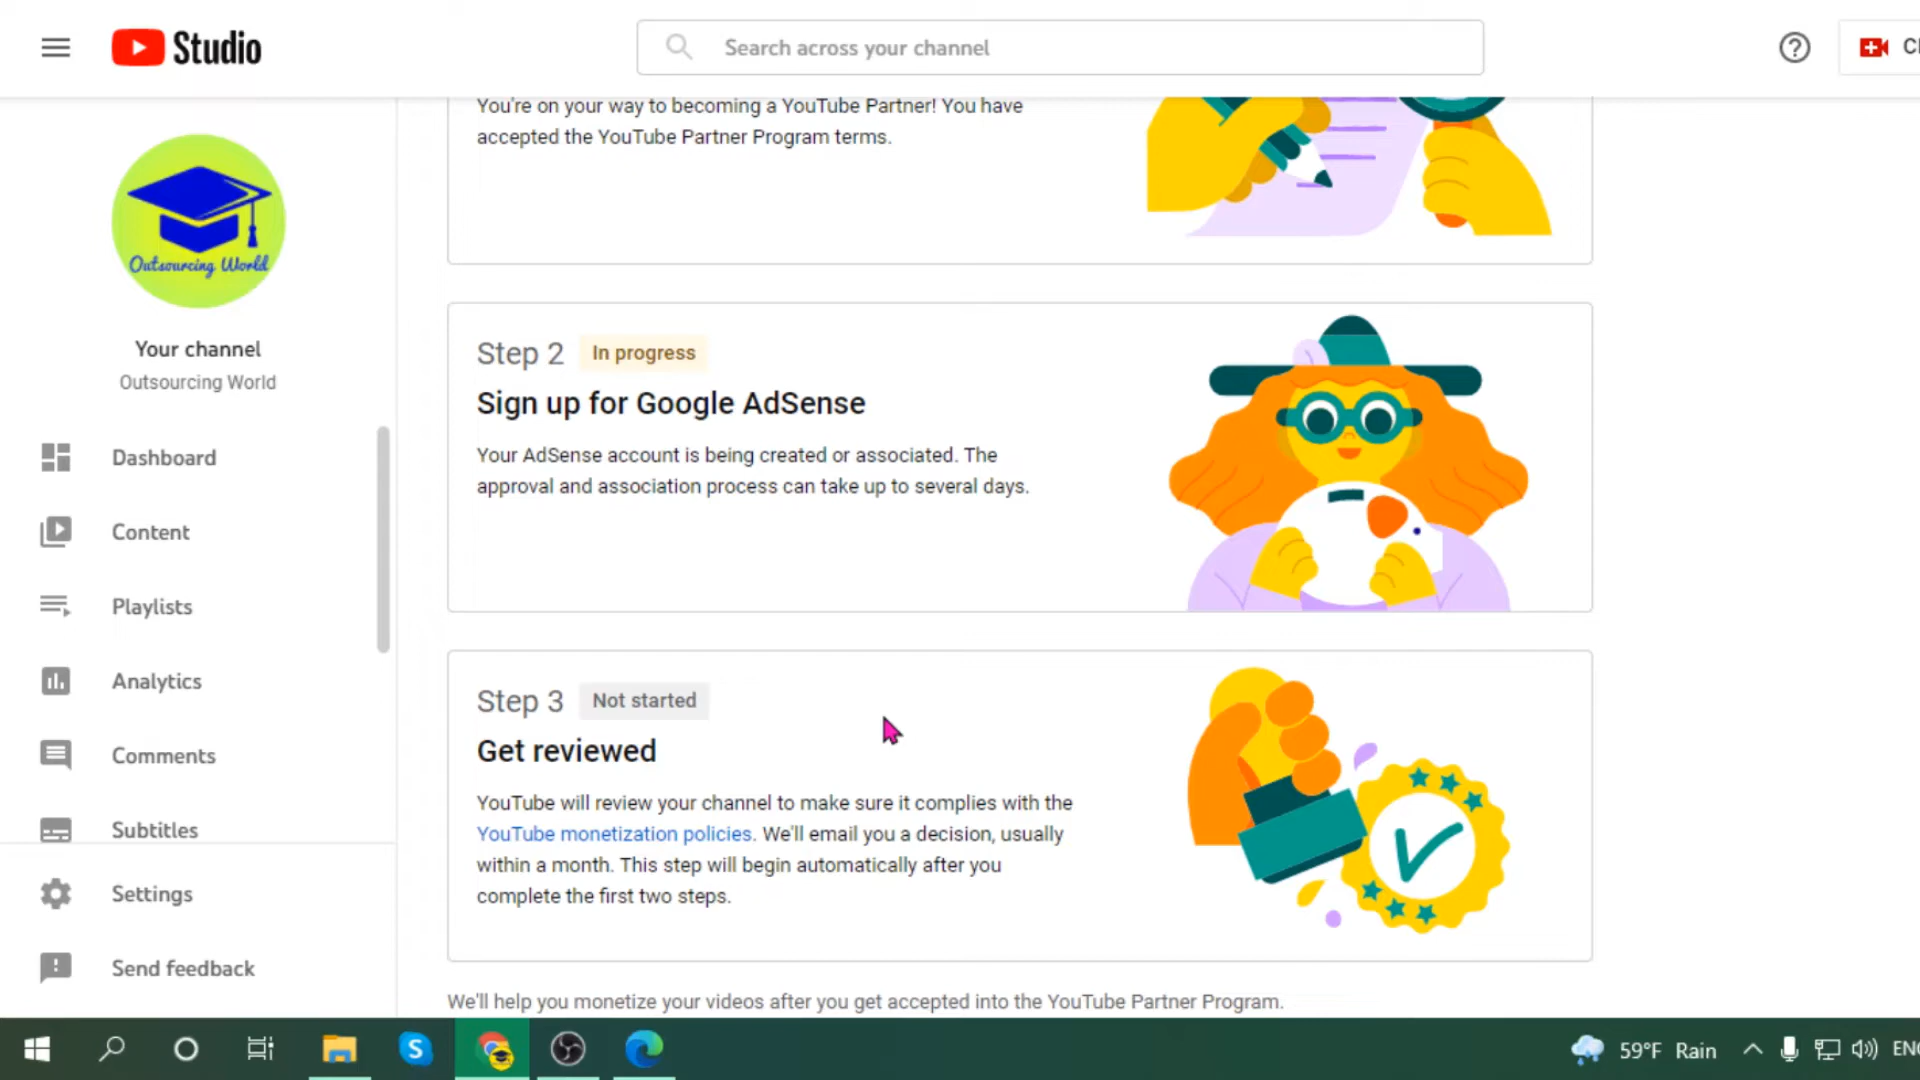 Studio
Search across your channel
You're on your way to becoming a YouTube Partner! You have
accepted the YouTube Partner Program terms.
Outsourcing World
Your channel
Outsourcing World
Dashboard
Content
Playlists
Analytics
Comments
Subtitles
Settings
Send feedback
Step 2 In progress
Sign up for Google AdSense
Your AdSense account is being created or associated. The
approval and association process can take up to several days.
Step 3 Not started
Get reviewed
YouTube will review your channel to make sure it complies with the
YouTube monetization policies. We'll email you a decision, usually
within a month. This step will begin automatically after you
complete the first two steps.
We'll help you monetize your videos after you get accepted into the YouTube Partner Program.
59°F Rain